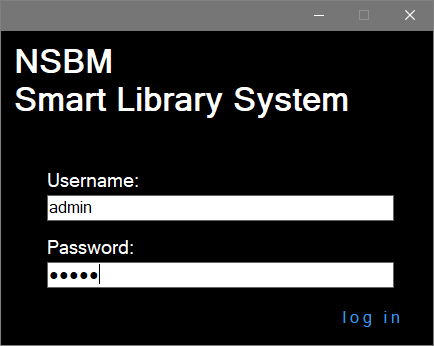 NSBM
Smart Library System
Username:
admin
Password:
●●●●●
log in